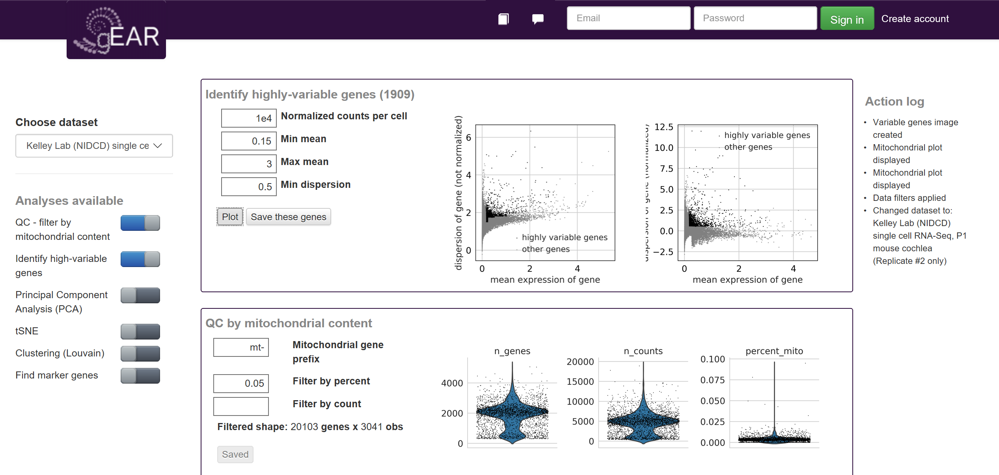 gEAR
Email
Password
Sign in
Create account
Choose dataset
Kelley Lab (NIDCD) single ce
Analyses available
QC - filter by
mitochondrial content
Identify high-variable
genes
Principal Component
Analysis (PCA)
tSNE
Clustering (Louvain)
Find marker genes
Identify highly-variable genes (1909)
1e4 Normalized counts per cell
0.15 Min mean
3 Max mean
0.5 Min dispersion
Plot
Save these genes
dispersion of gene (not normalized)
6
4
2
0
highly variable genes
other genes
0 2 4
mean expression of gene
dispersion of gene (normalized)
12.5
10.0
7.5
5.0
2.5
0.0
−2.5
highly variable genes
other genes
0 2 4
mean expression of gene
QC by mitochondrial content
mt- Mitochondrial gene
prefix
0.05 Filter by percent
Filter by count
Filtered shape: 20103 genes x 3041 obs
Saved
n_genes
4000
2000
0
n_counts
20000
15000
10000
5000
0
percent_mito
0.100
0.075
0.050
0.025
0.000
Action log
• Variable genes image
created
• Mitochondrial plot
displayed
• Mitochondrial plot
displayed
• Data filters applied
• Changed dataset to:
Kelley Lab (NIDCD)
single cell RNA-Seq, P1
mouse cochlea
(Replicate #2 only)